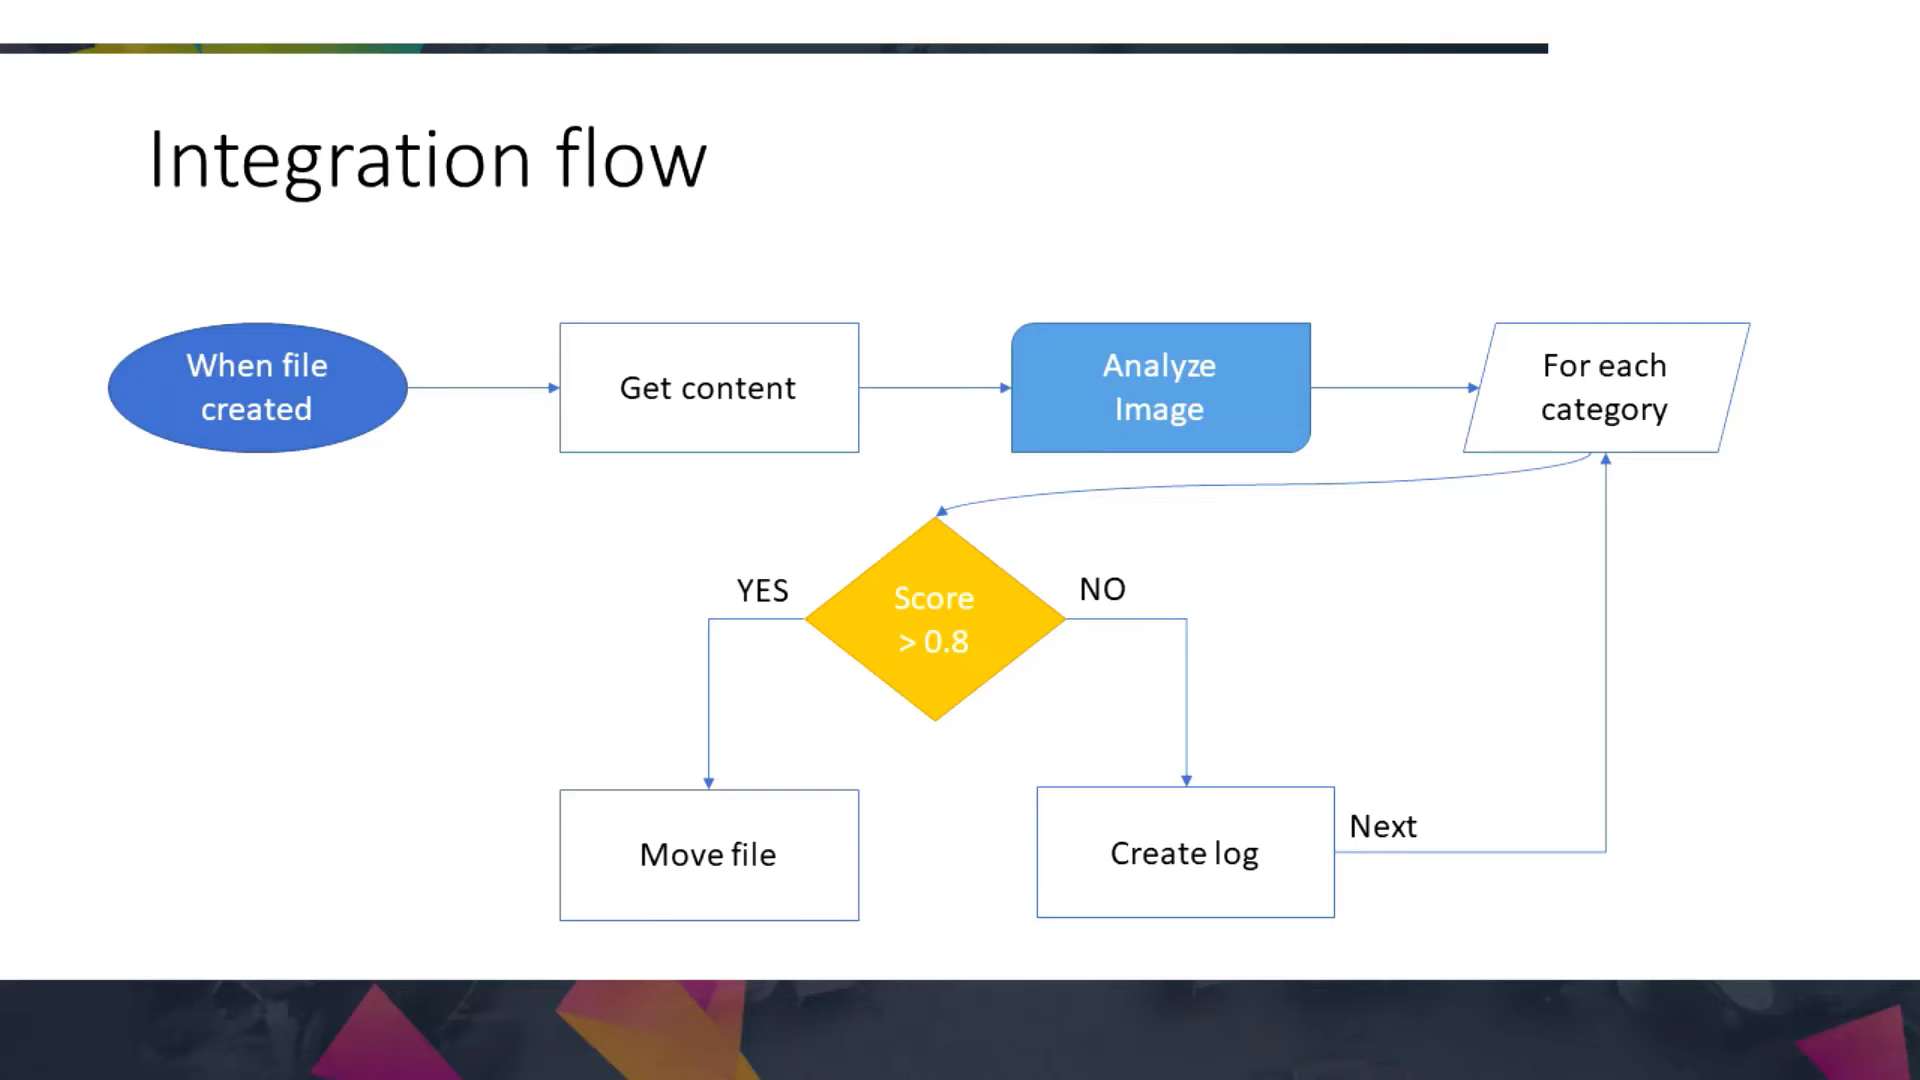 Integration flow
When file
created
Get content
Analyze
Image
For each
category
YES
Score
> 0.8
NO
Move file
Create log
Next